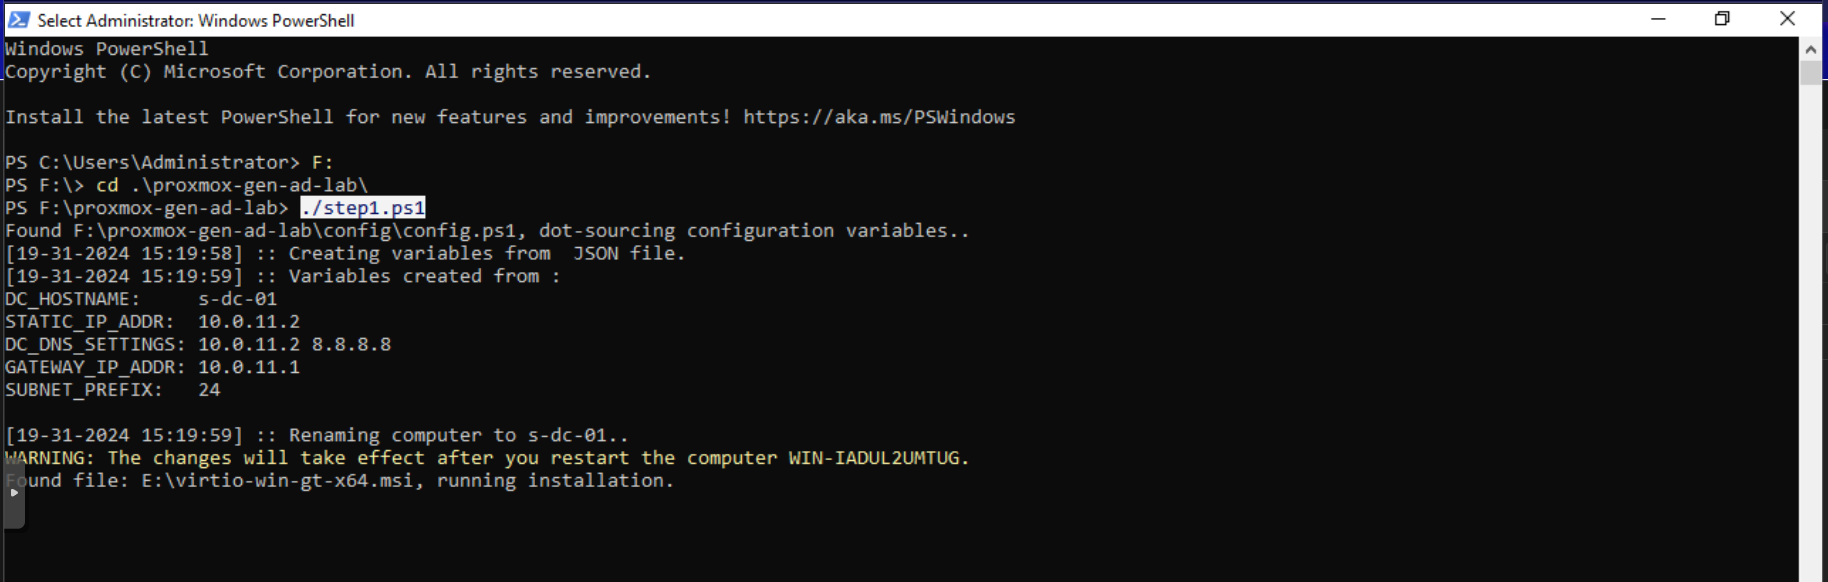 Select Administrator: Windows PowerShell
Windows PowerShell
Copyright (C) Microsoft Corporation. All rights reserved.
Install the latest PowerShell for new features and improvements! https://aka.ms/PSWindows
PS C:\Users\Administrator> F:
PS F:\> cd .\proxmox-gen-ad-lab\
PS F:\proxmox-gen-ad-lab> ./step1.ps1
Found F:\proxmox-gen-ad-lab\config\config.ps1, dot-sourcing configuration variables..
[19-31-2024 15:19:58] :: Creating variables from  JSON file.
[19-31-2024 15:19:59] :: Variables created from :
DC_HOSTNAME:     s-dc-01
STATIC_IP_ADDR:  10.0.11.2
DC_DNS_SETTINGS: 10.0.11.2 8.8.8.8
GATEWAY_IP_ADDR: 10.0.11.1
SUBNET_PREFIX:   24
[19-31-2024 15:19:59] :: Renaming computer to s-dc-01..
WARNING: The changes will take effect after you restart the computer WIN-IADUL2UMTUG.
Found file: E:\virtio-win-gt-x64.msi, running installation.